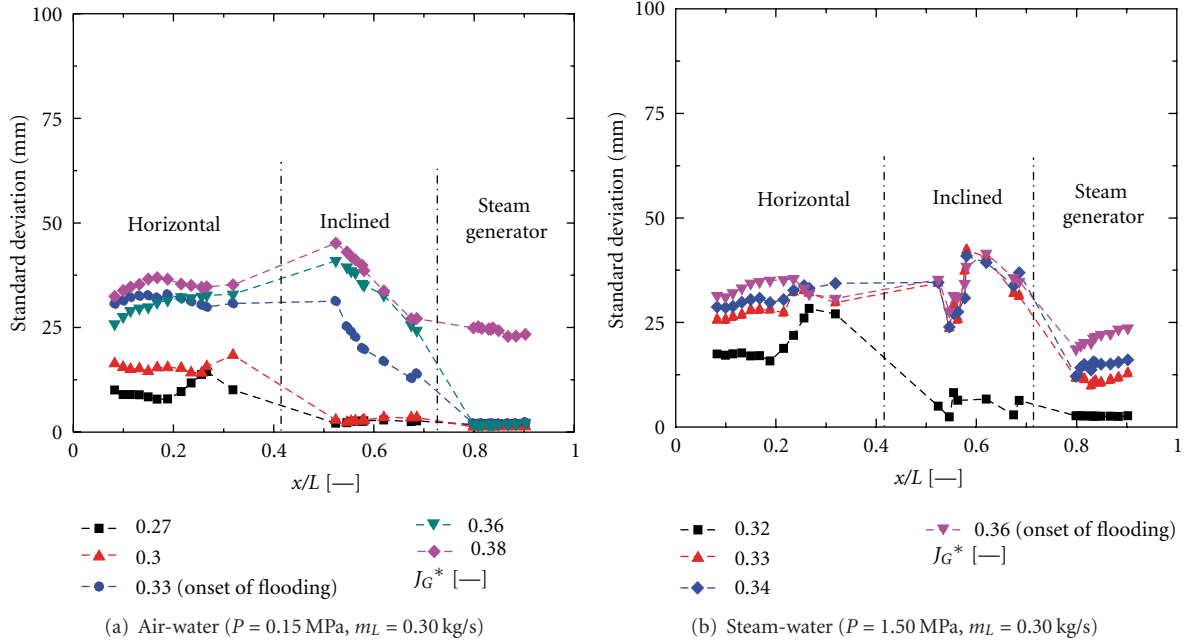 100
75
50
25
0
Standard deviation (mm)
Horizontal
Inclined
Steam
generator
0
0.2
0.4
0.6
0.8
1
x/L [—]
0.27
0.3
0.33 (onset of flooding)
0.36
0.38
J_G* [—]
(a) Air-water (P = 0.15 MPa, m_L = 0.30 kg/s)
100
75
50
25
0
Standard deviation (mm)
Horizontal
Inclined
Steam
generator
0
0.2
0.4
0.6
0.8
1
x/L [—]
0.32
0.33
0.34
0.36 (onset of flooding)
J_G* [—]
(b) Steam-water (P = 1.50 MPa, m_L = 0.30 kg/s)